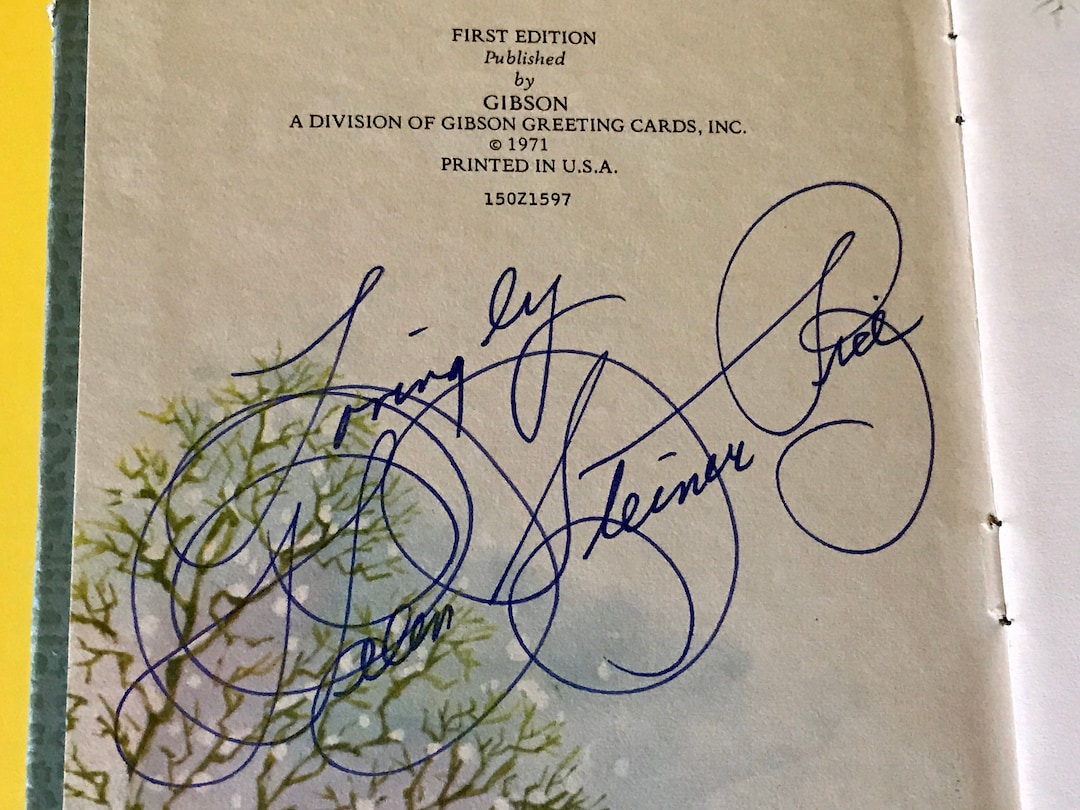 FIRST EDITION
Published
by
GIBSON
A DIVISION OF GIBSON GREETING CARDS, INC.
© 1971
PRINTED IN U.S.A.
150Z1597
Lovingly
Helen Steiner Rice